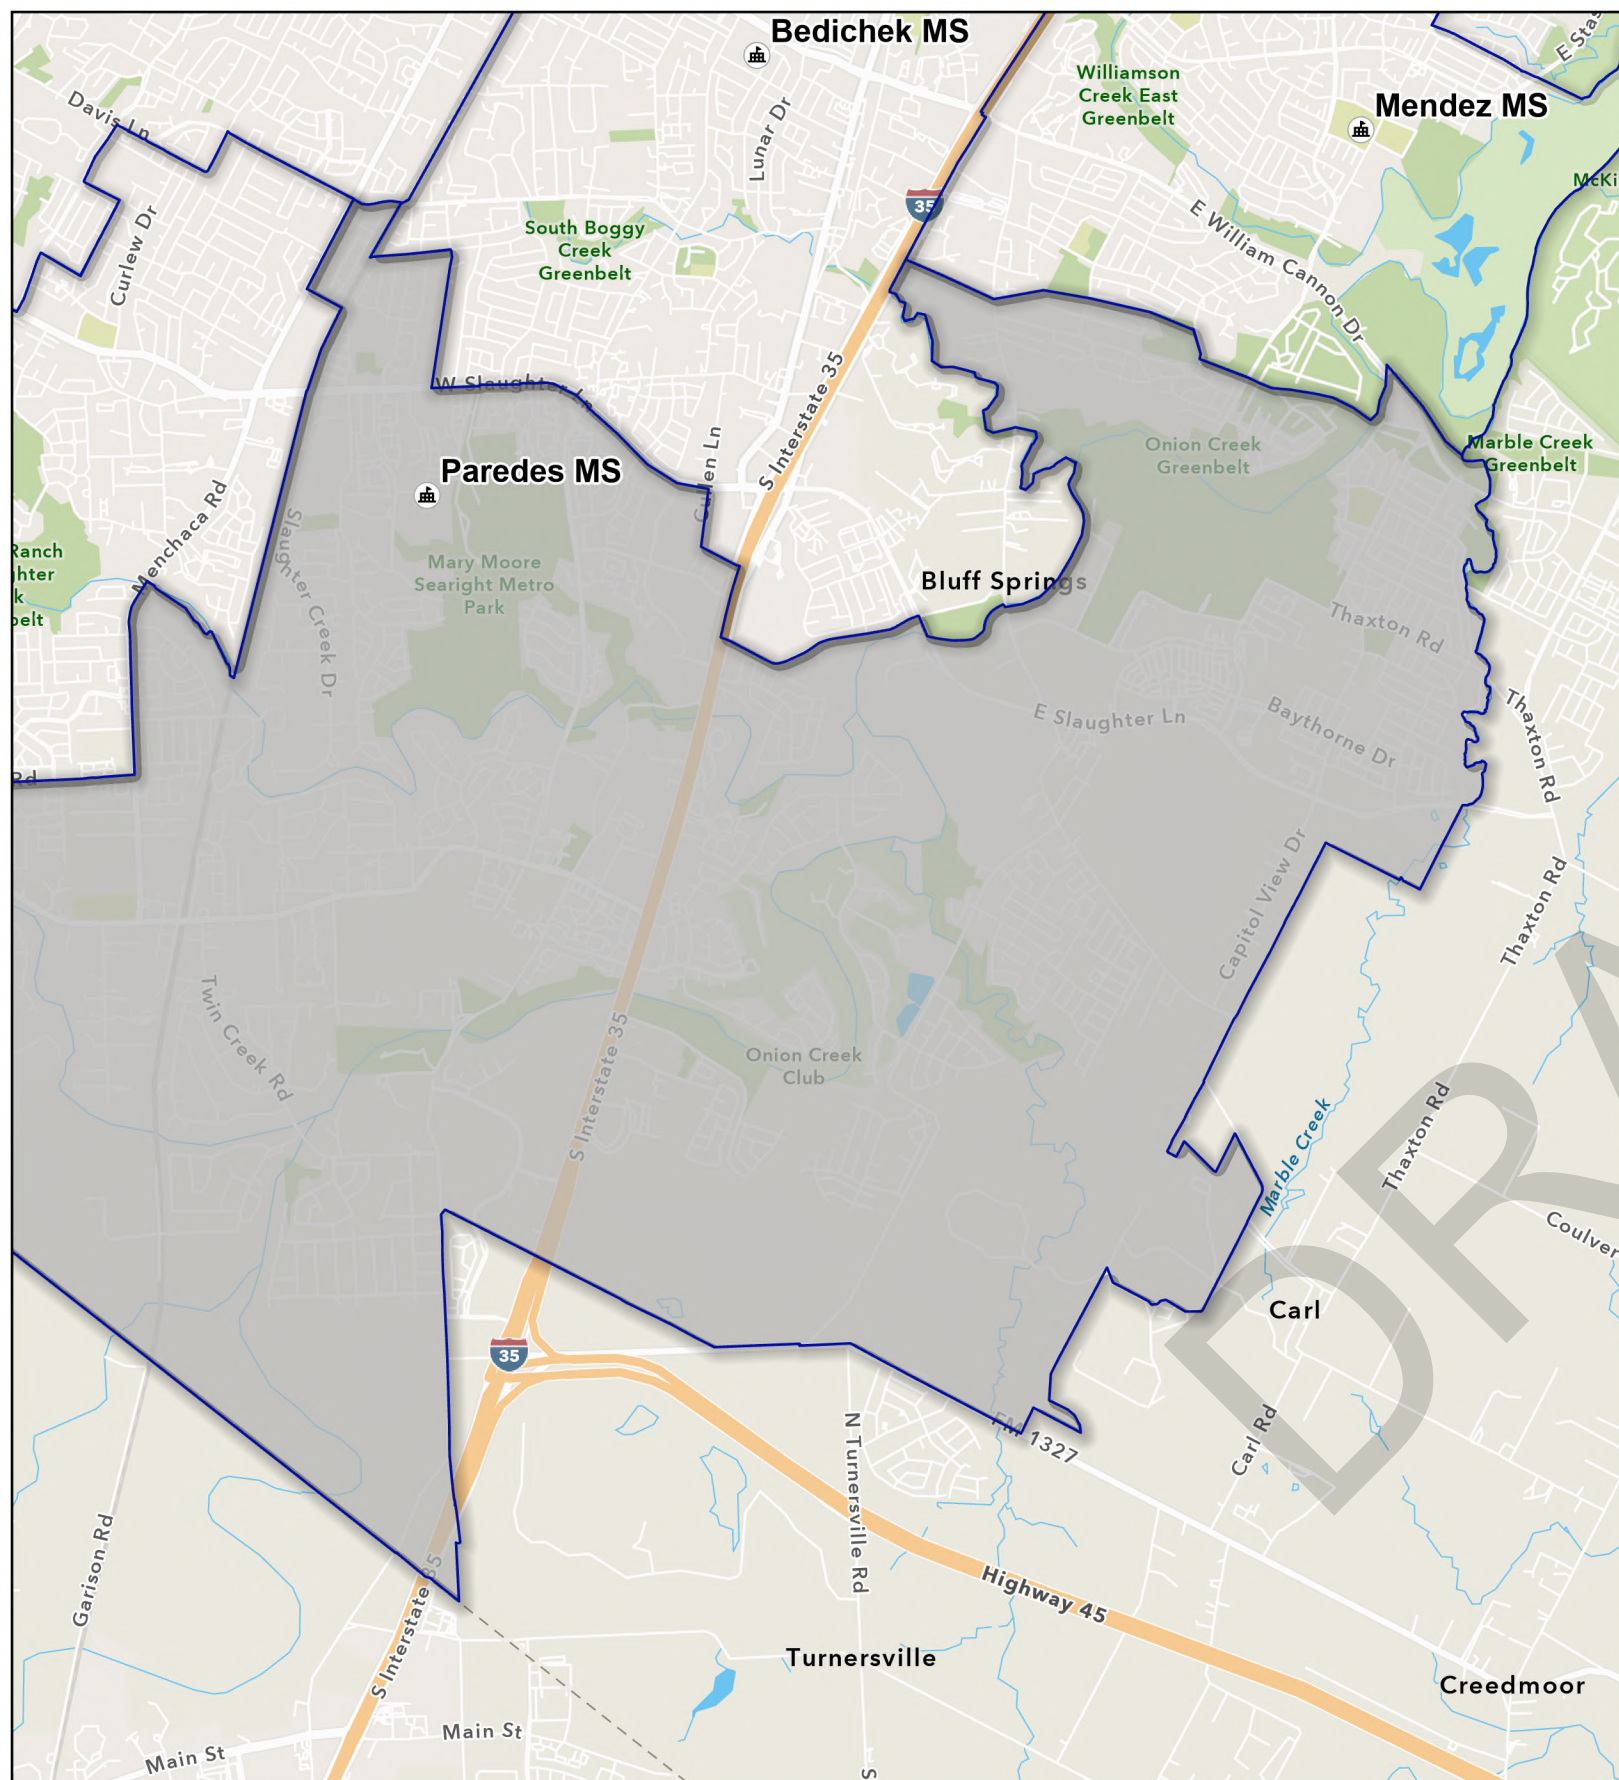 Bedichek MS
Williamson
Creek East
Greenbelt
Mendez MS
Davis Ln
Lunar Dr
35
Curlew Dr
South Boggy
Creek
Greenbelt
E William Cannon Dr
W Slaughter Ln
S Interstate 35
Paredes MS
Onion Creek
Greenbelt
Marble Creek
Greenbelt
Menchaca Rd
Slaughter Creek Dr
Mary Moore
Searight Metro
Park
Bluff Springs
Thaxton Rd
E Slaughter Ln
Baythorne Dr
Thaxton Rd
Rd
Capitol View Dr
Thaxton Rd
Twin Creek Rd
S Interstate 35
Onion Creek
Club
Marble Creek
Thaxton Rd
Carl
35
N Turnersville Rd
FM 1327
Carl Rd
Garison Rd
S Interstate 35
Highway 45
Turnersville
Creedmoor
Main St
Main St
S